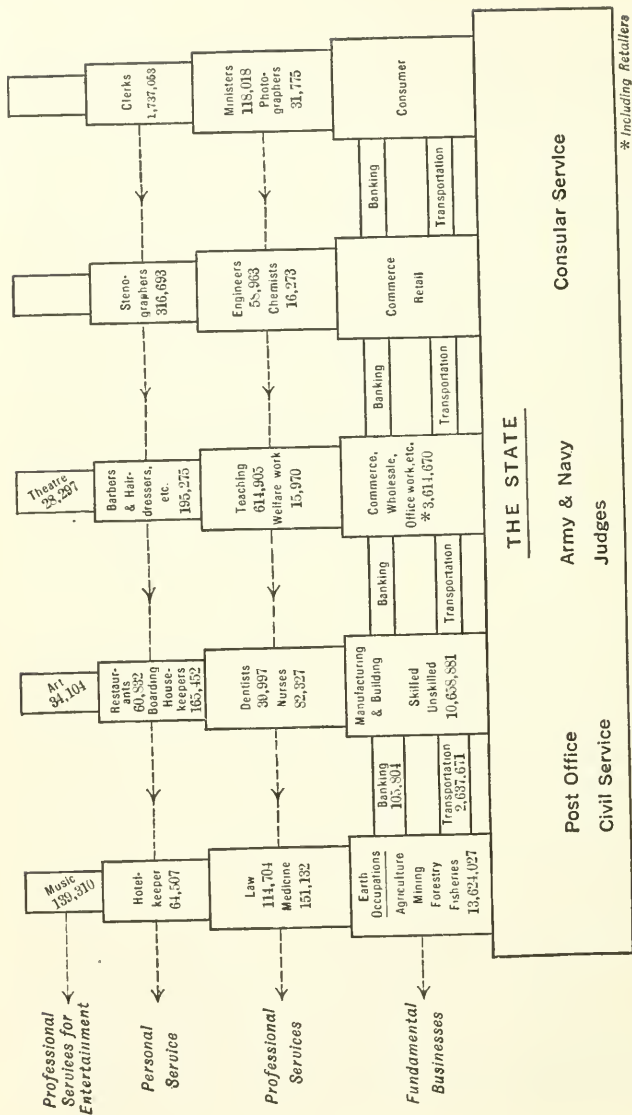 Professional
Services for
Entertainment
Music
139,310
Art
34,104
Theatre
28,297
Personal
Service
Hotel-
keeper
64,507
Restaur-
ants
60,832
Boarding
House-
keepers
165,452
Barbers
& Hair-
dressers,
etc.
195,275
Steno-
graphers
316,693
Clerks
1,737,053
Professional
Services
Law
114,704
Medicine
151,132
Dentists
30,997
Nurses
82,327
Teaching
614,905
Welfare work
15,970
Engineers
58,963
Chemists
16,273
Ministers
118,018
Photo-
graphers
31,775
Fundamental
Businesses
Earth
Occupations
Agriculture
Mining
Forestry
Fisheries
13,624,027
Banking
105,804
Transportation
2,637,671
Manufacturing
& Building
Skilled
Unskilled
10,658,881
Banking
Transportation
Commerce,
Wholesale,
Office work, etc.
* 3,614,670
Banking
Transportation
Commerce
Retail
Banking
Transportation
Consumer
THE STATE
Post Office
Army & Navy
Consular Service
Civil Service
Judges
* Including Retailers